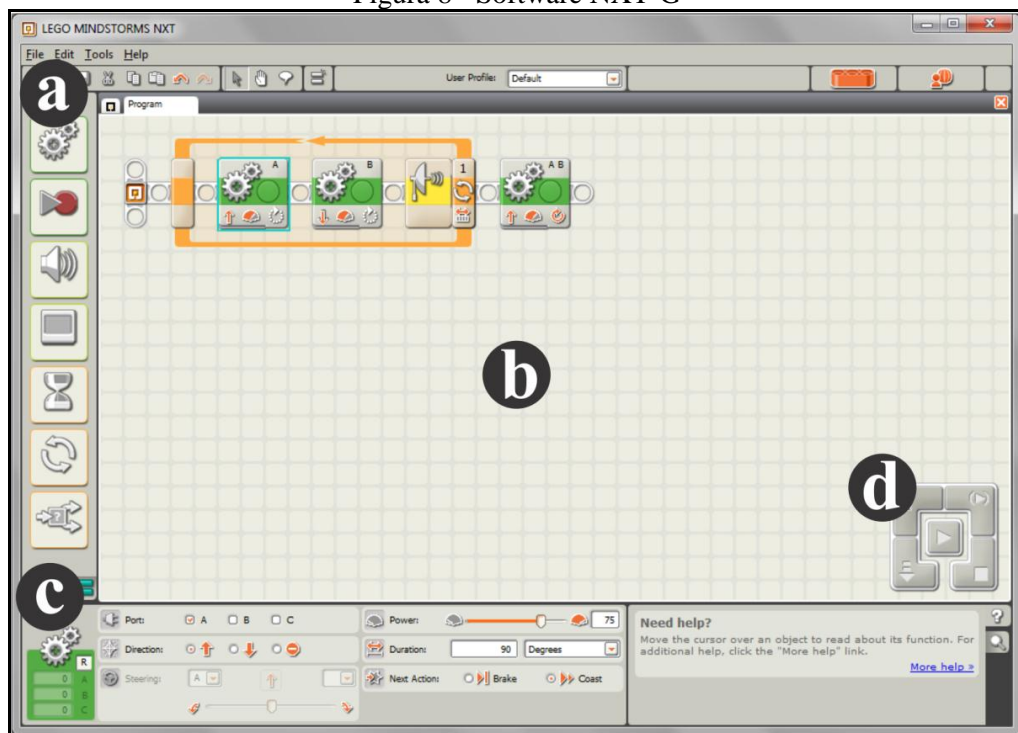 Figura 8 - Software NXT-G
LEGO MINDSTORMS NXT
File Edit Tools Help
User Profile: Default
a
Program
A B 1 A B
b
d
c
Port: A B C
Power: 75
Need help?
Move the cursor over an object to read about its function. For
additional help, click the "More help" link.
More help »
R
Direction:
Duration: 90 Degrees
0 A
Steering: A
Next Action: Brake Coast
0 B
0 C